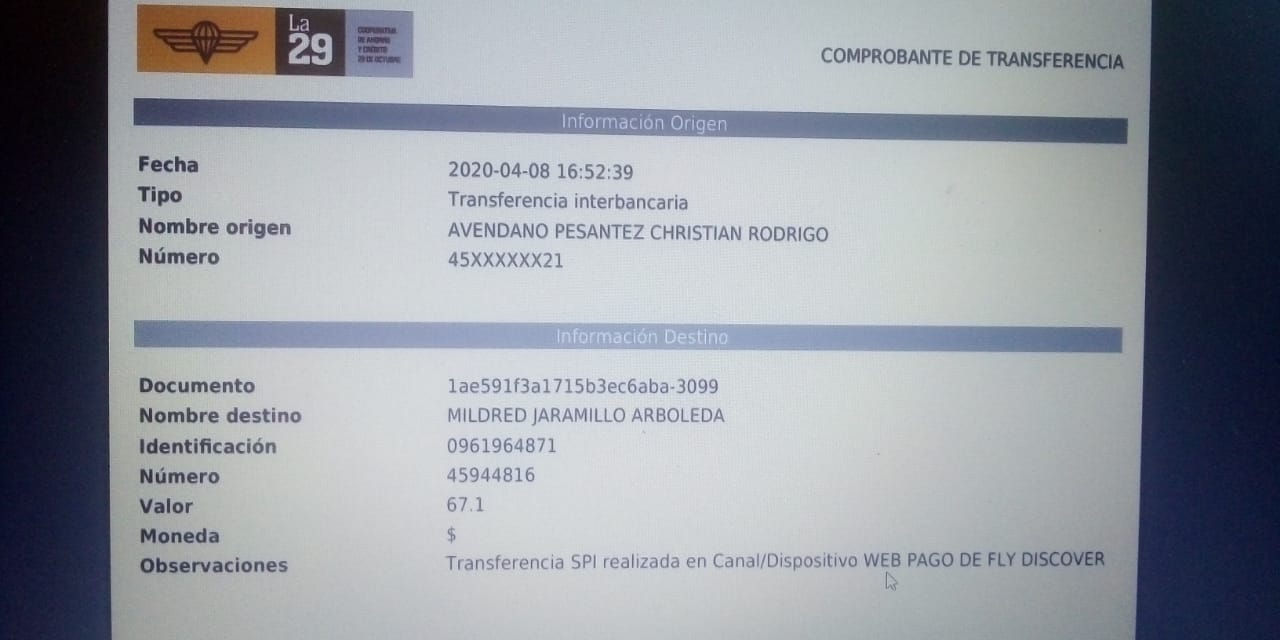 La
29
COOPERATIVA
DE AHORRO
Y CRÉDITO
29 DE OCTUBRE
COMPROBANTE DE TRANSFERENCIA
Información Origen
Fecha 2020-04-08 16:52:39
Tipo Transferencia interbancaria
Nombre origen AVENDANO PESANTEZ CHRISTIAN RODRIGO
Número 45XXXXXX21
Información Destino
Documento 1ae591f3a1715b3ec6aba-3099
Nombre destino MILDRED JARAMILLO ARBOLEDA
Identificación 0961964871
Número 45944816
Valor 67.1
Moneda $
Observaciones Transferencia SPI realizada en Canal/Dispositivo WEB PAGO DE FLY DISCOVER